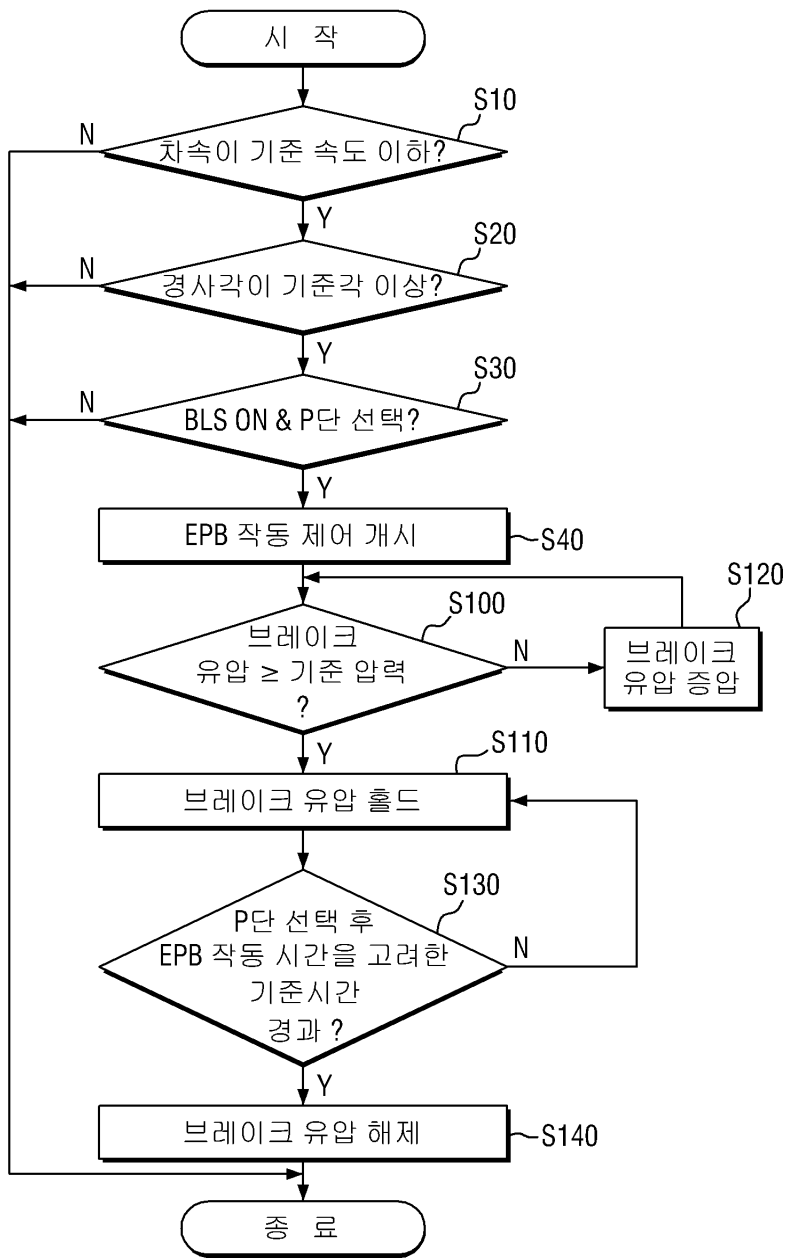 시 작
S10
N
차속이 기준 속도 이하?
Y
S20
N
경사각이 기준각 이상?
Y
S30
N
BLS ON & P단 선택?
Y
EPB 작동 제어 개시
S40
S120
S100
브레이크
유압 ≥ 기준 압력
?
N
브레이크
유압 증압
Y
S110
브레이크 유압 홀드
S130
P단 선택 후
EPB 작동 시간을 고려한
기준시간
경과 ?
N
Y
브레이크 유압 해제
S140
종 료